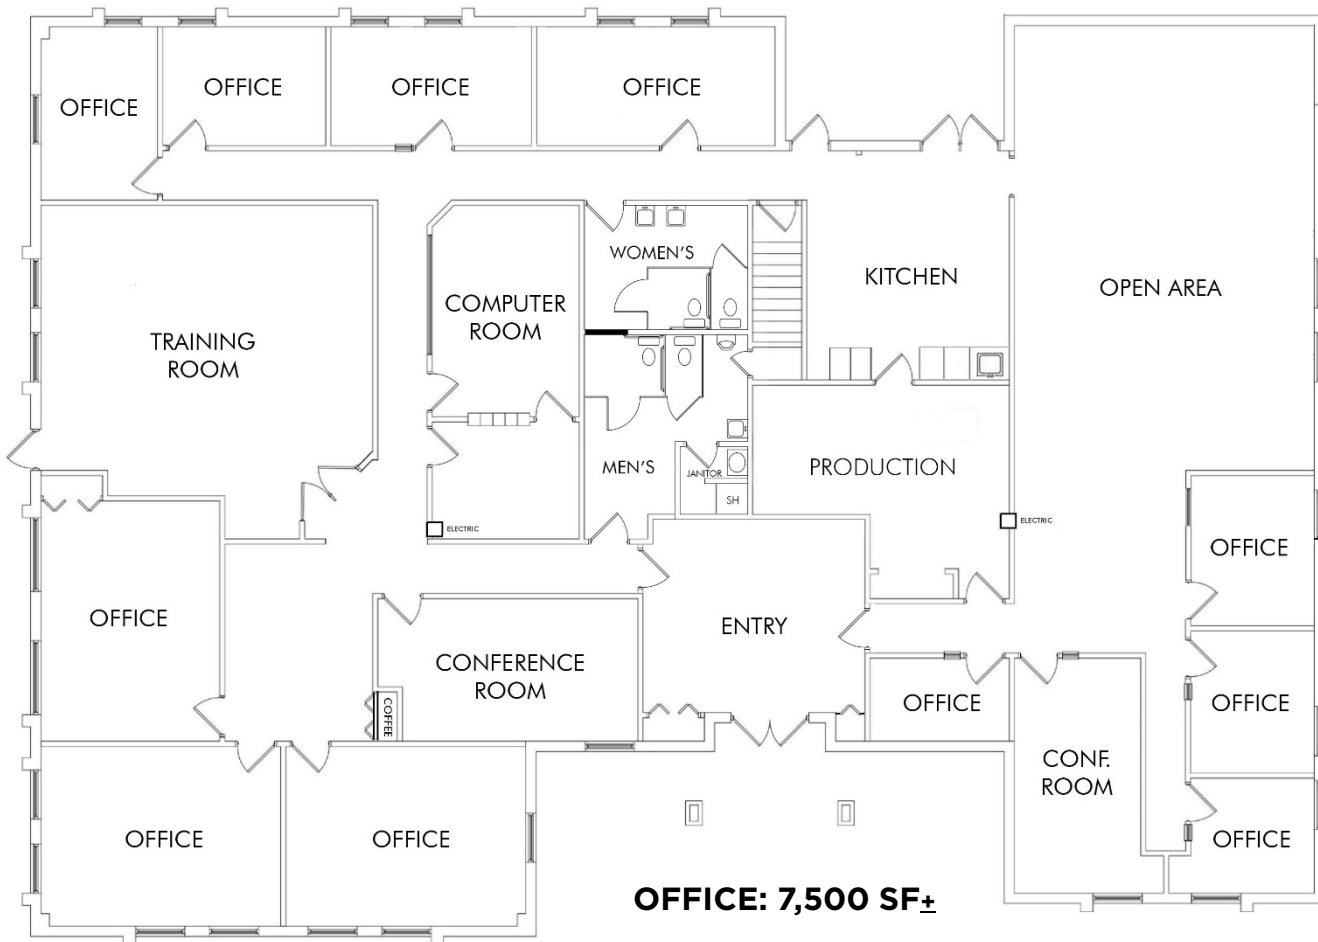 OFFICE
OFFICE
OFFICE
OFFICE
WOMEN'S
KITCHEN
OPEN AREA
COMPUTER
ROOM
TRAINING
ROOM
MEN'S
JANITOR
SH
PRODUCTION
ELECTRIC
ELECTRIC
OFFICE
OFFICE
ENTRY
CONFERENCE
ROOM
COFFEE
OFFICE
OFFICE
CONF.
ROOM
OFFICE
OFFICE
OFFICE
OFFICE: 7,500 SF±